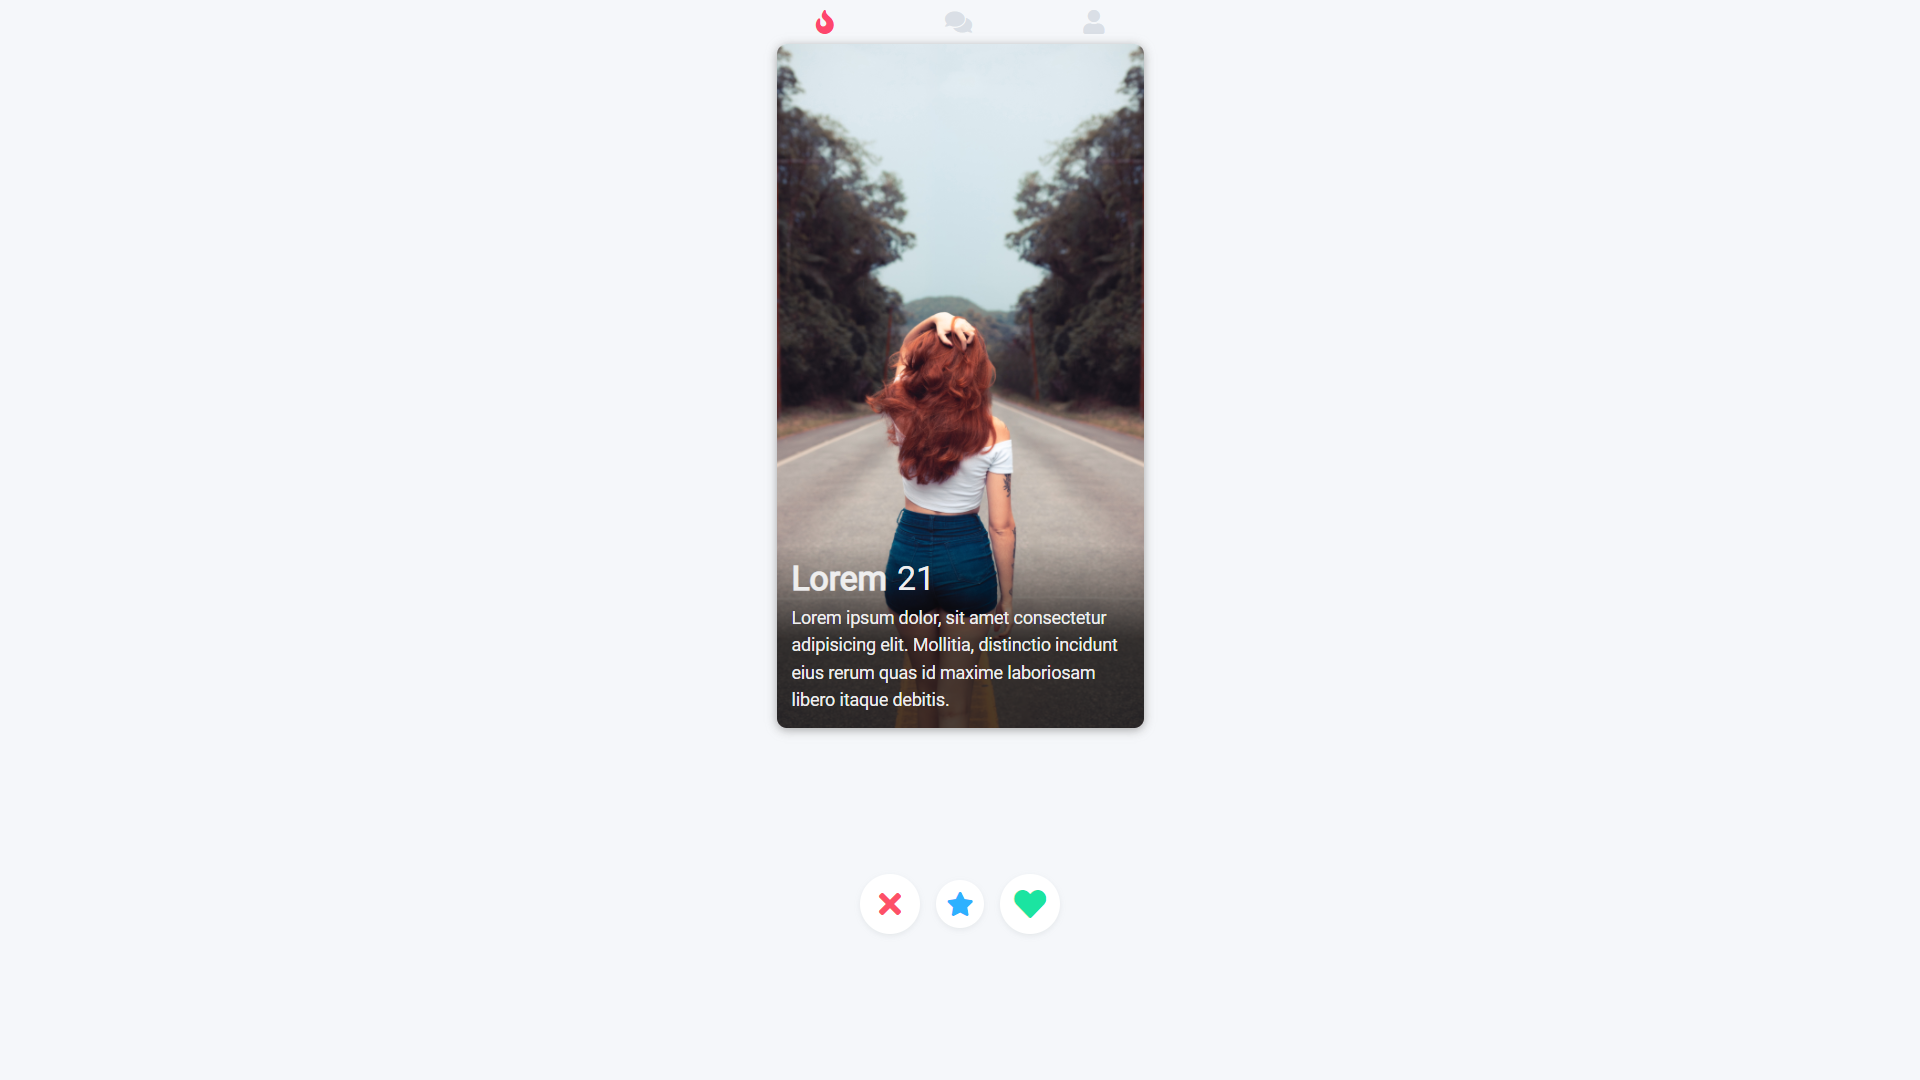 Lorem 21
Lorem ipsum dolor, sit amet consectetur
adipisicing elit. Mollitia, distinctio incidunt
eius rerum quas id maxime laboriosam
libero itaque debitis.